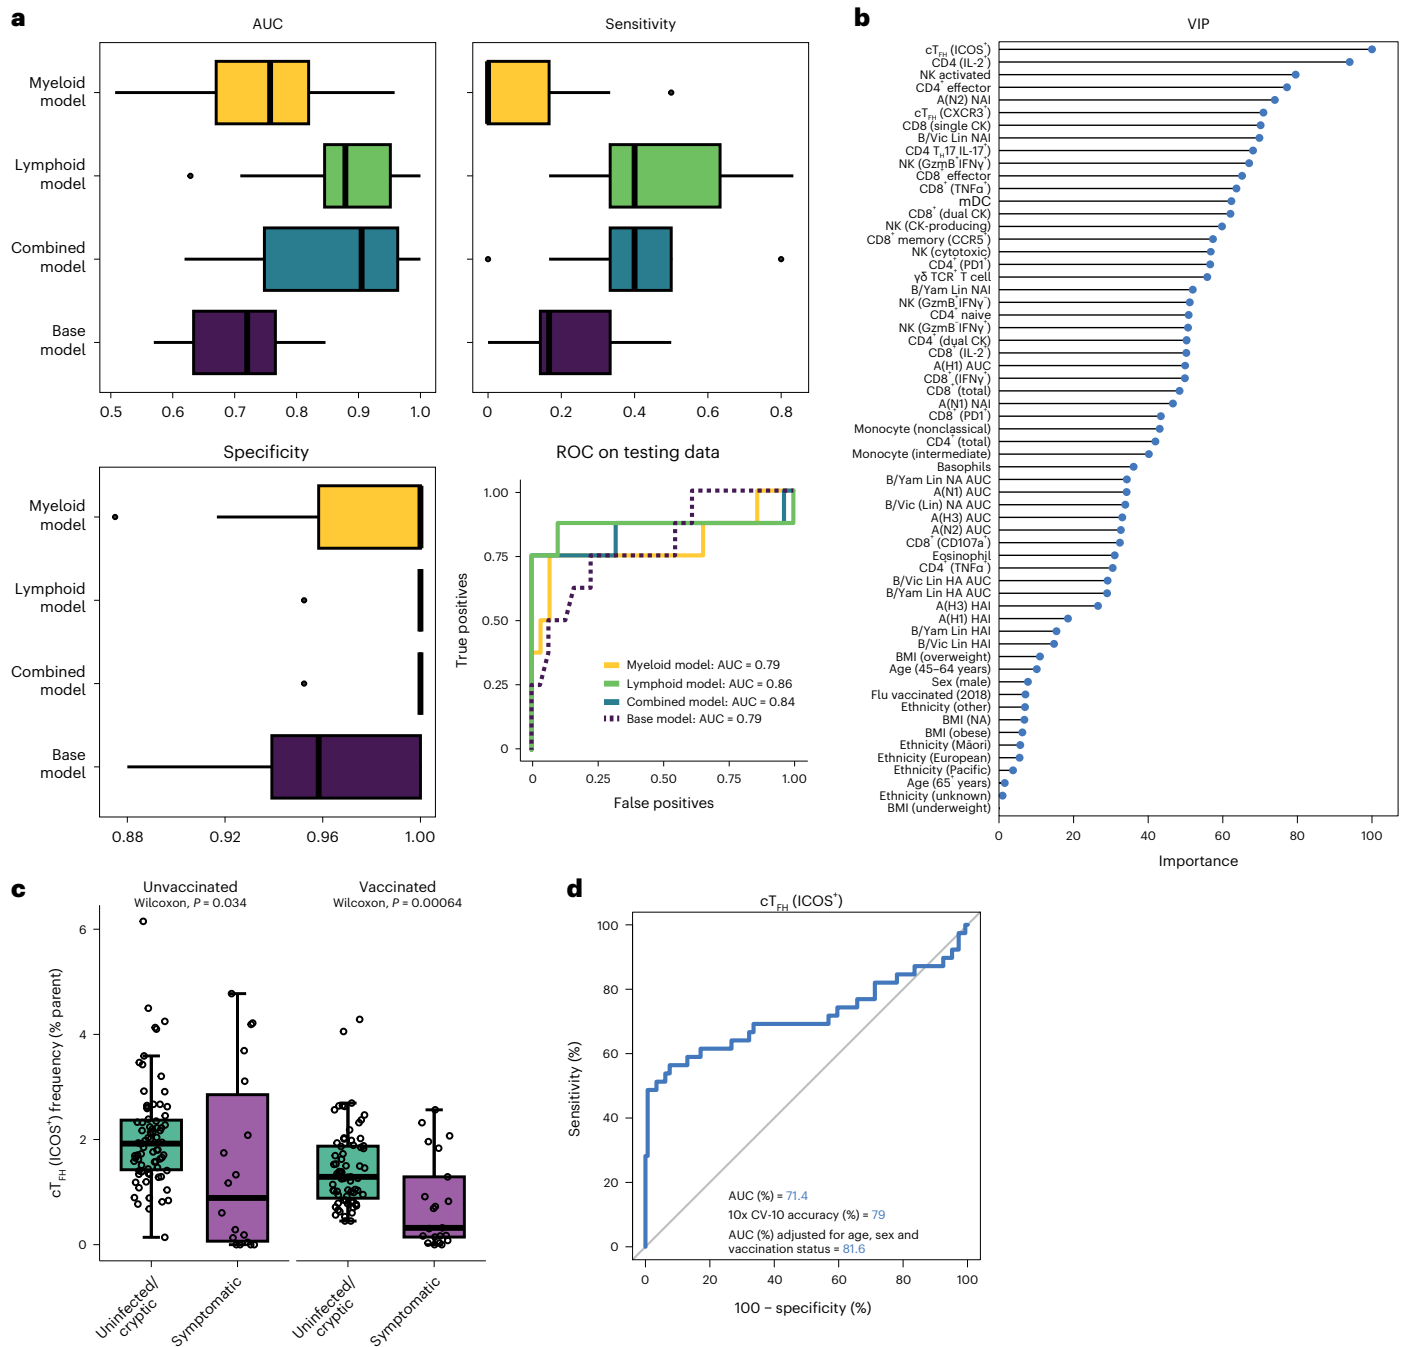 a
AUC
Myeloid
model
Lymphoid
model
Combined
model
Base
model
0.5 0.6 0.7 0.8 0.9 1.0
Sensitivity
0 0.2 0.4 0.6 0.8
Specificity
Myeloid
model
Lymphoid
model
Combined
model
Base
model
0.88 0.92 0.96 1.00
ROC on testing data
True positives
1.00
0.75
0.50
0.25
0
Myeloid model: AUC = 0.79
Lymphoid model: AUC = 0.86
Combined model: AUC = 0.84
Base model: AUC = 0.79
0 0.25 0.50 0.75 1.00
False positives
b
VIP
cTFH (ICOS+)
CD4 (IL-2+)
NK activated
CD4+ effector
A(N2) NAI
cTFH (CXCR3+)
CD8 (single CK)
B/Vic Lin NAI
CD4 TH17 IL-17+)
NK (GzmB+IFNγ+)
CD8+ effector
CD8+ (TNFα+)
mDC
CD8+ (dual CK)
NK (CK-producing)
CD8+ memory (CCR5+)
NK (cytotoxic)
CD4+ (PD1+)
γδ TCR+ T cell
B/Yam Lin NAI
NK (GzmB+IFNγ−)
CD4+ naive
NK (GzmB−IFNγ+)
CD4+ (dual CK)
CD8+ (IL-2+)
A(H1) AUC
CD8+ (IFNγ+)
CD8+ (total)
A(N1) NAI
CD8+ (PD1+)
Monocyte (nonclassical)
CD4+ (total)
Monocyte (intermediate)
Basophils
B/Yam Lin NA AUC
A(N1) AUC
B/Vic (Lin) NA AUC
A(H3) AUC
A(N2) AUC
CD8+ (CD107a+)
Eosinophil
CD4+ (TNFα+)
B/Vic Lin HA AUC
B/Yam Lin HA AUC
A(H3) HAI
A(H1) HAI
B/Yam Lin HAI
B/Vic Lin HAI
BMI (overweight)
Age (45–64 years)
Sex (male)
Flu vaccinated (2018)
Ethnicity (other)
BMI (NA)
BMI (obese)
Ethnicity (Māori)
Ethnicity (European)
Ethnicity (Pacific)
Age (65+ years)
Ethnicity (unknown)
BMI (underweight)
0 20 40 60 80 100
Importance
c
Unvaccinated
Wilcoxon, P = 0.034
Vaccinated
Wilcoxon, P = 0.00064
cTFH (ICOS+) frequency (% parent)
6
4
2
0
Uninfected/
cryptic
Symptomatic
Uninfected/
cryptic
Symptomatic
d
cTFH (ICOS+)
Sensitivity (%)
100
80
60
40
20
0
AUC (%) = 71.4
10x CV-10 accuracy (%) = 79
AUC (%) adjusted for age, sex and
vaccination status = 81.6
0 20 40 60 80 100
100 − specificity (%)